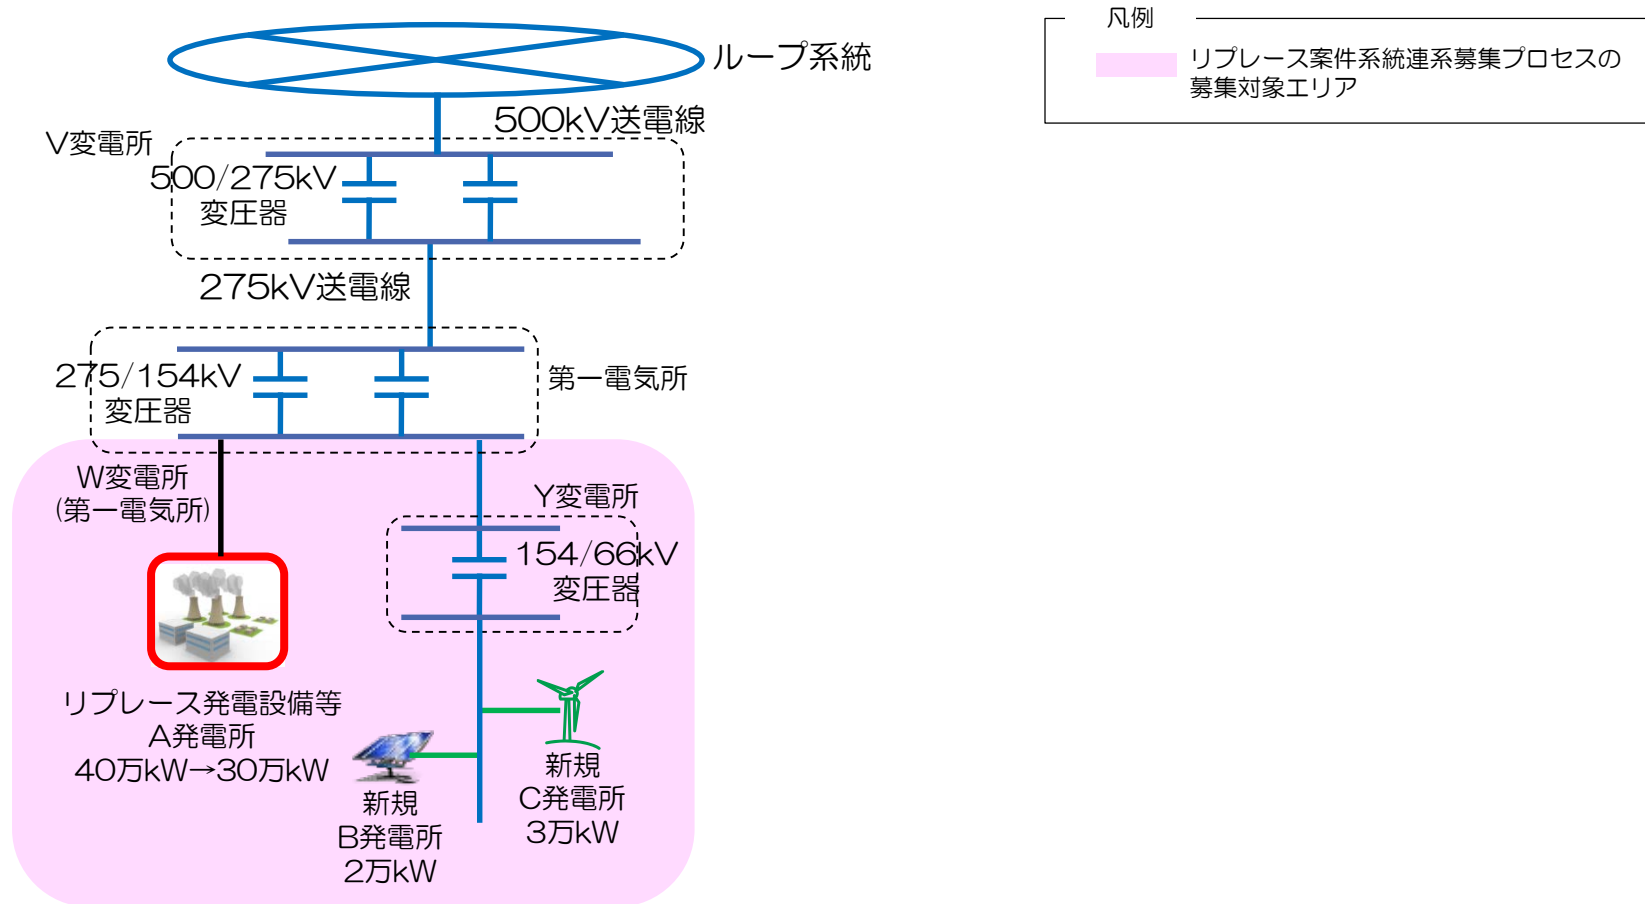 凡例
リプレース案件系統連系募集プロセスの
募集対象エリア
ループ系統
500kV送電線
V変電所
500/275kV
変圧器
275kV送電線
275/154kV
変圧器
第一電気所
W変電所
(第一電気所)
Y変電所
154/66kV
変圧器
リプレース発電設備等
A発電所
40万kW→30万kW
新規
B発電所
2万kW
新規
C発電所
3万kW